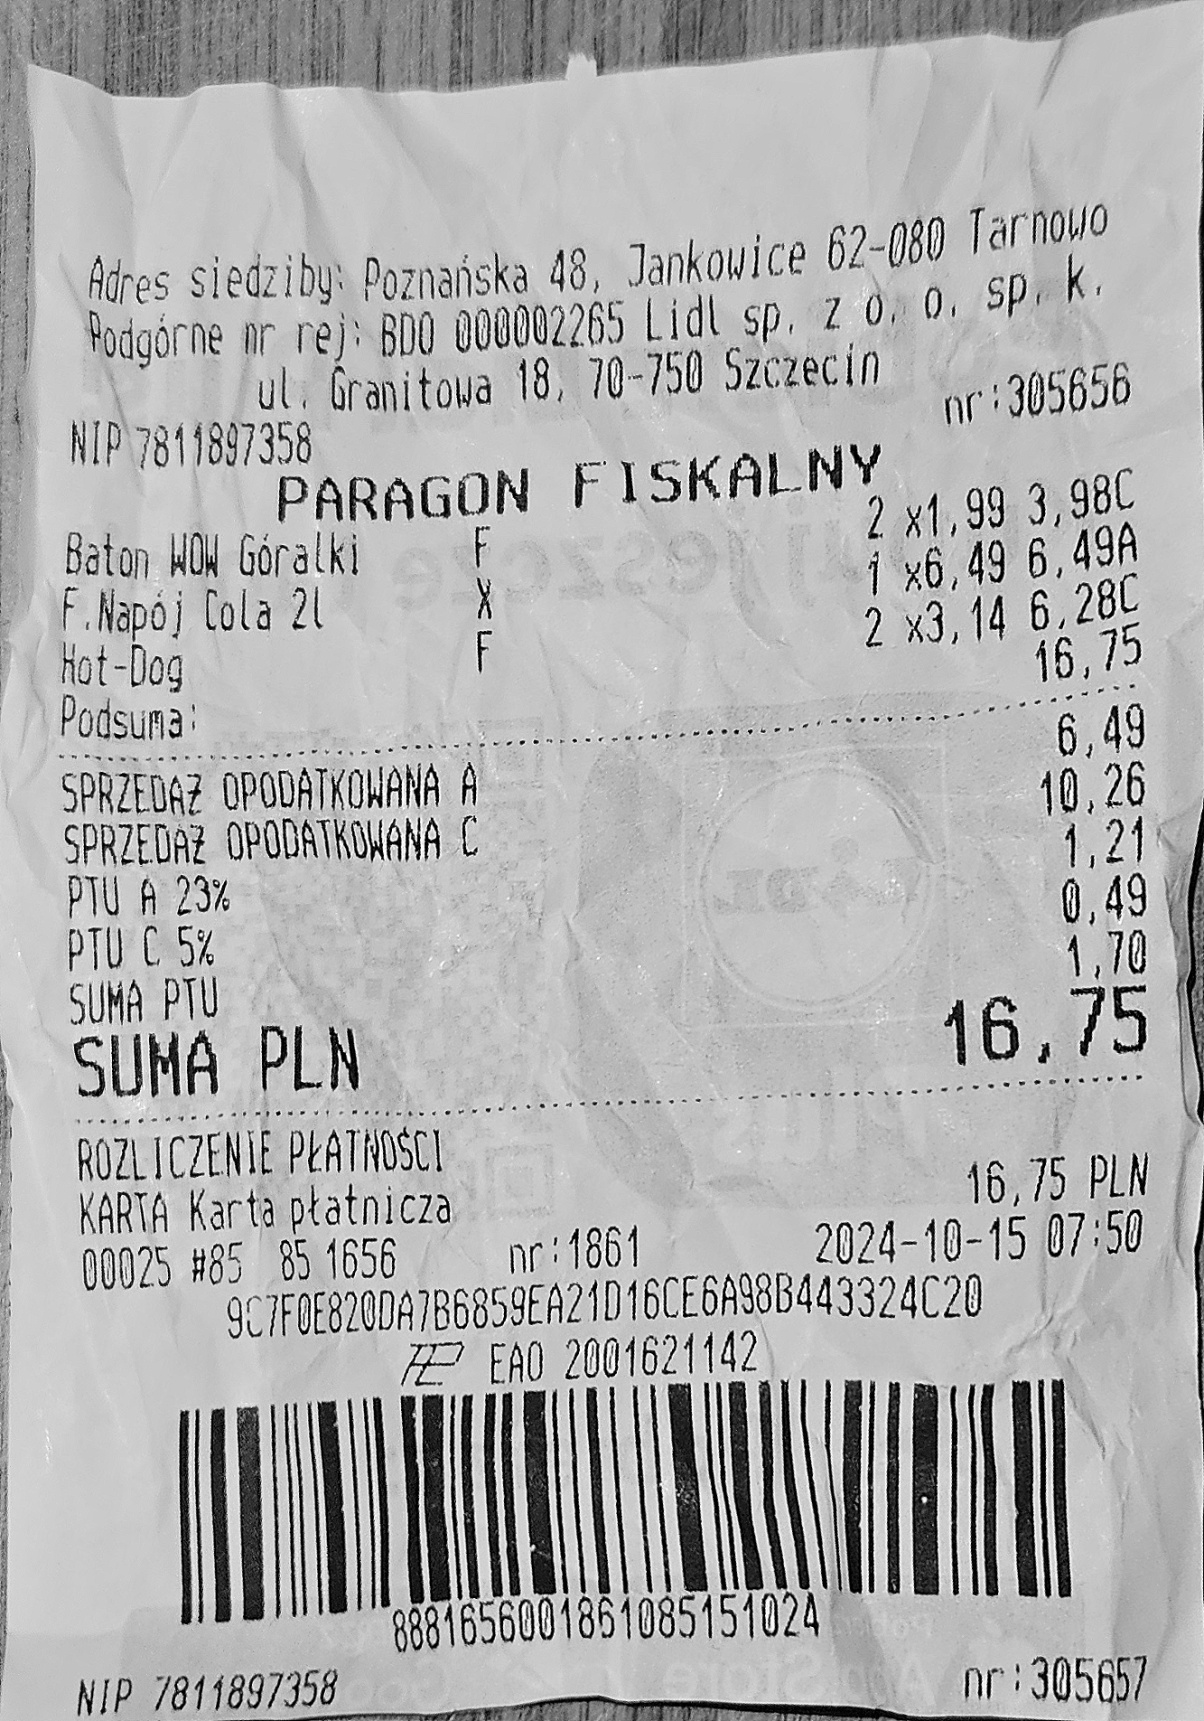 Adres siedziby: Poznańska 48, Jankowice 62-080 Tarnowo
Podgórne nr rej: BDO 000002265 Lidl sp. z o. o. sp. k.
ul. Granitowa 18, 70-750 Szczecin
NIP 7811897358 nr:305656
PARAGON FISKALNY
Baton WOW Góralki F 2 x1,99 3,98C
F.Napój Cola 2l X 1 x6,49 6,49A
Hot-Dog F 2 x3,14 6,28C
Podsuma: 16,75
SPRZEDAŻ OPODATKOWANA A 6,49
SPRZEDAŻ OPODATKOWANA C 10,26
PTU A 23% 1,21
PTU C 5% 0,49
SUMA PTU 1,70
SUMA PLN 16,75
ROZLICZENIE PŁATNOŚCI
KARTA Karta płatnicza 16,75 PLN
00025 #85 85 1656 nr:1861 2024-10-15 07:50
9C7F0E820DA7B6859EA21D16CE6A98B443324C20
EAO 2001621142
888165600186108515​1024
NIP 7811897358 nr:305657